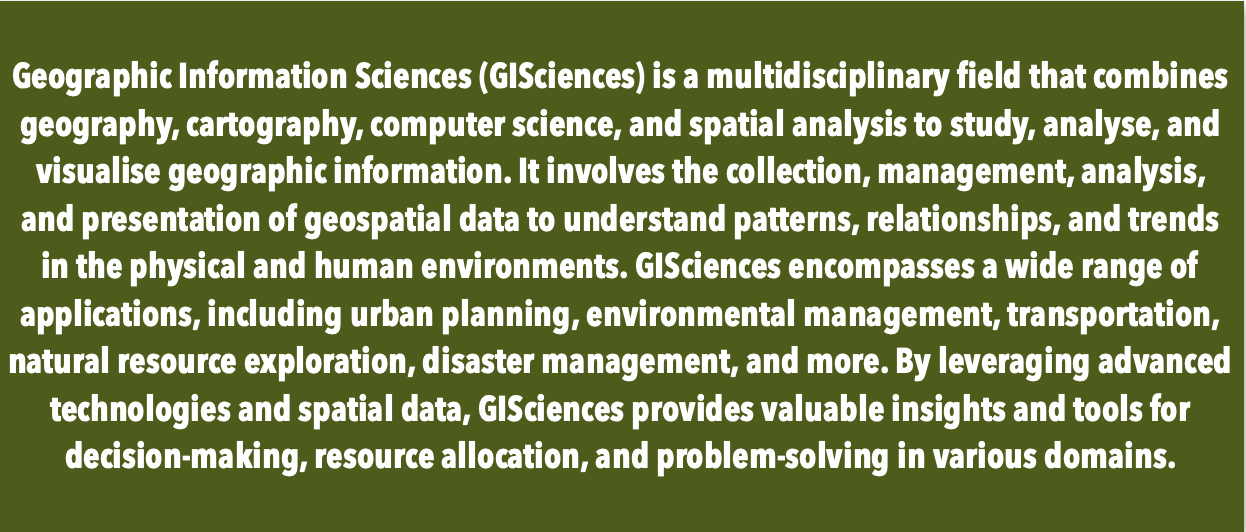 Geographic Information Sciences (GISciences) is a multidisciplinary field that combines
geography, cartography, computer science, and spatial analysis to study, analyse, and
visualise geographic information. It involves the collection, management, analysis,
and presentation of geospatial data to understand patterns, relationships, and trends
in the physical and human environments. GISciences encompasses a wide range of
applications, including urban planning, environmental management, transportation,
natural resource exploration, disaster management, and more. By leveraging advanced
technologies and spatial data, GISciences provides valuable insights and tools for
decision-making, resource allocation, and problem-solving in various domains.